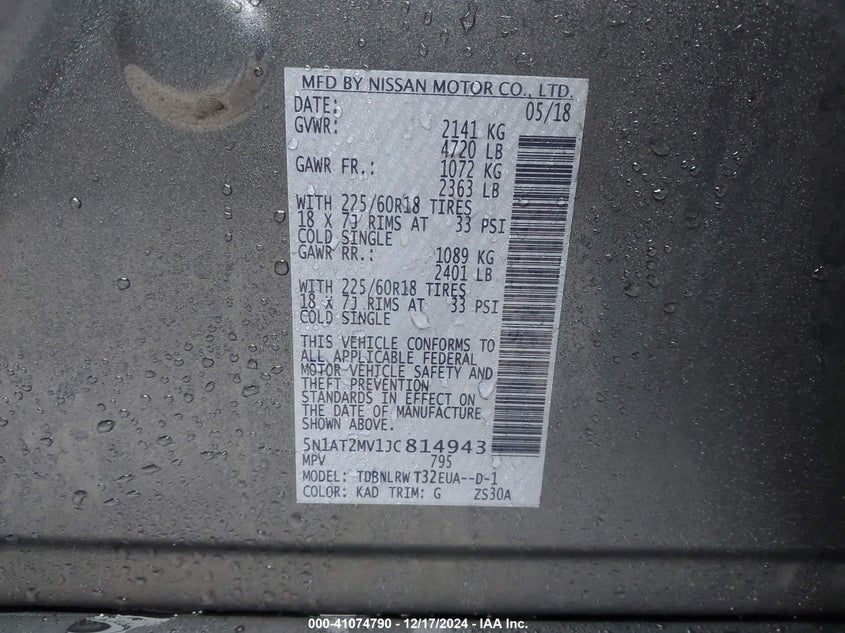 MFD BY NISSAN MOTOR CO., LTD.
DATE: 05/18
GVWR: 2141 KG
4720 LB
GAWR FR.: 1072 KG
2363 LB
WITH 225/60R18 TIRES
18 X 7J RIMS AT 33 PSI
COLD SINGLE
GAWR RR.: 1089 KG
2401 LB
WITH 225/60R18 TIRES
18 X 7J RIMS AT 33 PSI
COLD SINGLE
THIS VEHICLE CONFORMS TO
ALL APPLICABLE FEDERAL
MOTOR VEHICLE SAFETY AND
THEFT PREVENTION
STANDARDS IN EFFECT ON
THE DATE OF MANUFACTURE
SHOWN ABOVE.
5N1AT2MV1JC814943
MPV 795
MODEL: TDBNLRW T32EUA--D-1
COLOR: KAD TRIM: G ZS30A
000-41074790 - 12/17/2024 - IAA Inc.